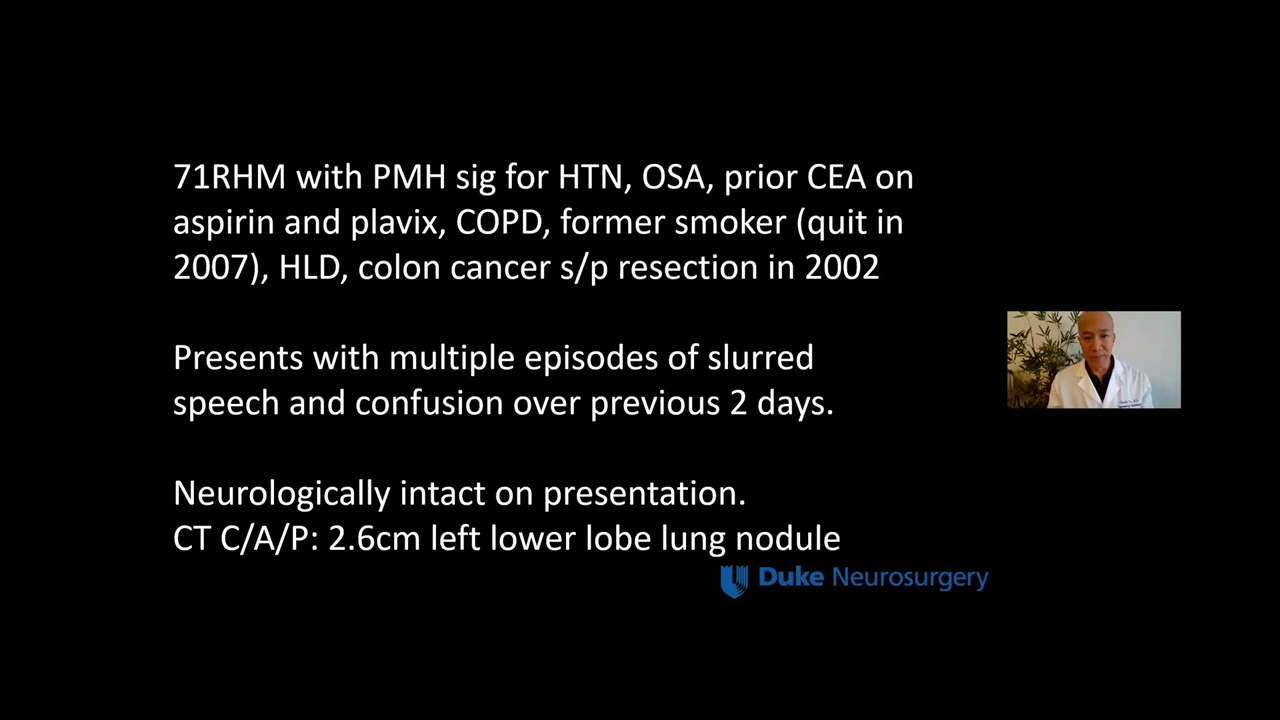 71RHM with PMH sig for HTN, OSA, prior CEA on
aspirin and plavix, COPD, former smoker (quit in
2007), HLD, colon cancer s/p resection in 2002
Presents with multiple episodes of slurred
speech and confusion over previous 2 days.
Neurologically intact on presentation.
CT C/A/P: 2.6cm left lower lobe lung nodule
Duke Neurosurgery